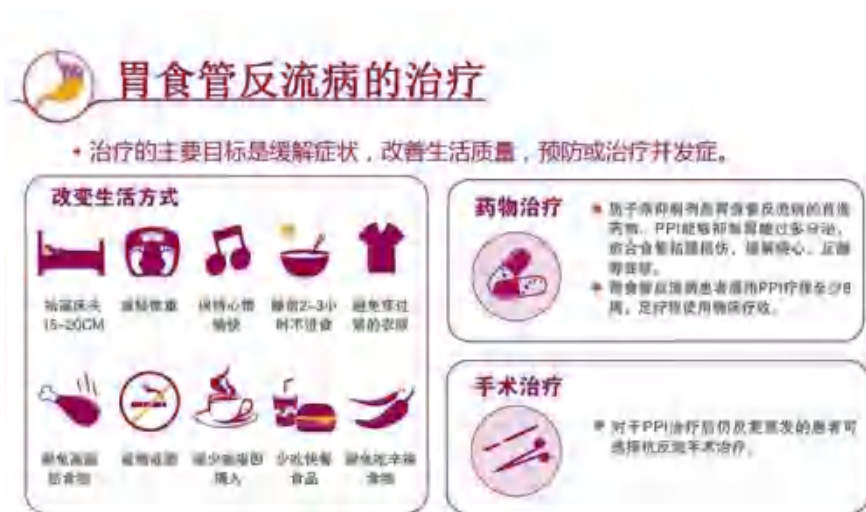 胃食管反流病的治疗
• 治疗的主要目标是缓解症状，改善生活质量，预防或治疗并发症。
改变生活方式
抬高床头
15-20CM
减轻体重
保持心情
愉快
睡前2-3小
时不进食
避免穿过
紧的衣服
避免高脂
肪食物
戒烟戒酒
减少咖啡因
摄入
少吃快餐
食品
避免吃辛辣
食物
药物治疗
质子泵抑制剂是胃食管反流病的首选
药物，PPI能够抑制胃酸过多分泌，
愈合食管粘膜损伤，缓解烧心、反酸
等症状。
胃食管反流病患者服用PPI疗程至少8
周，足疗程使用
手术治疗
对于PPI治疗后仍反复发的患者可
选择抗反流手术治疗。